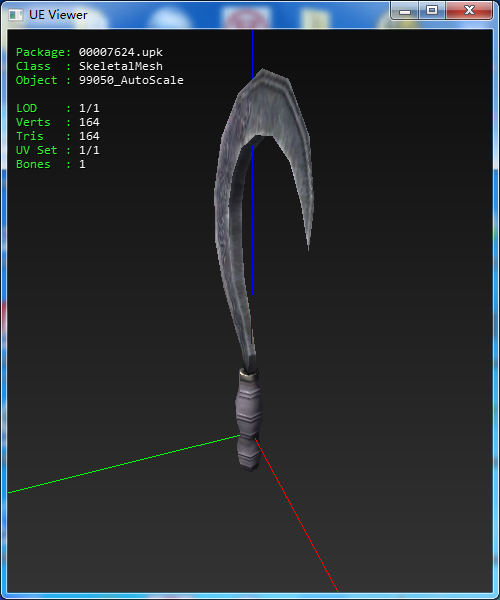 UE Viewer
Package: 00007624.upk
Class : SkeletalMesh
Object : 99050_AutoScale
LOD : 1/1
Verts : 164
Tris : 164
UV Set : 1/1
Bones : 1